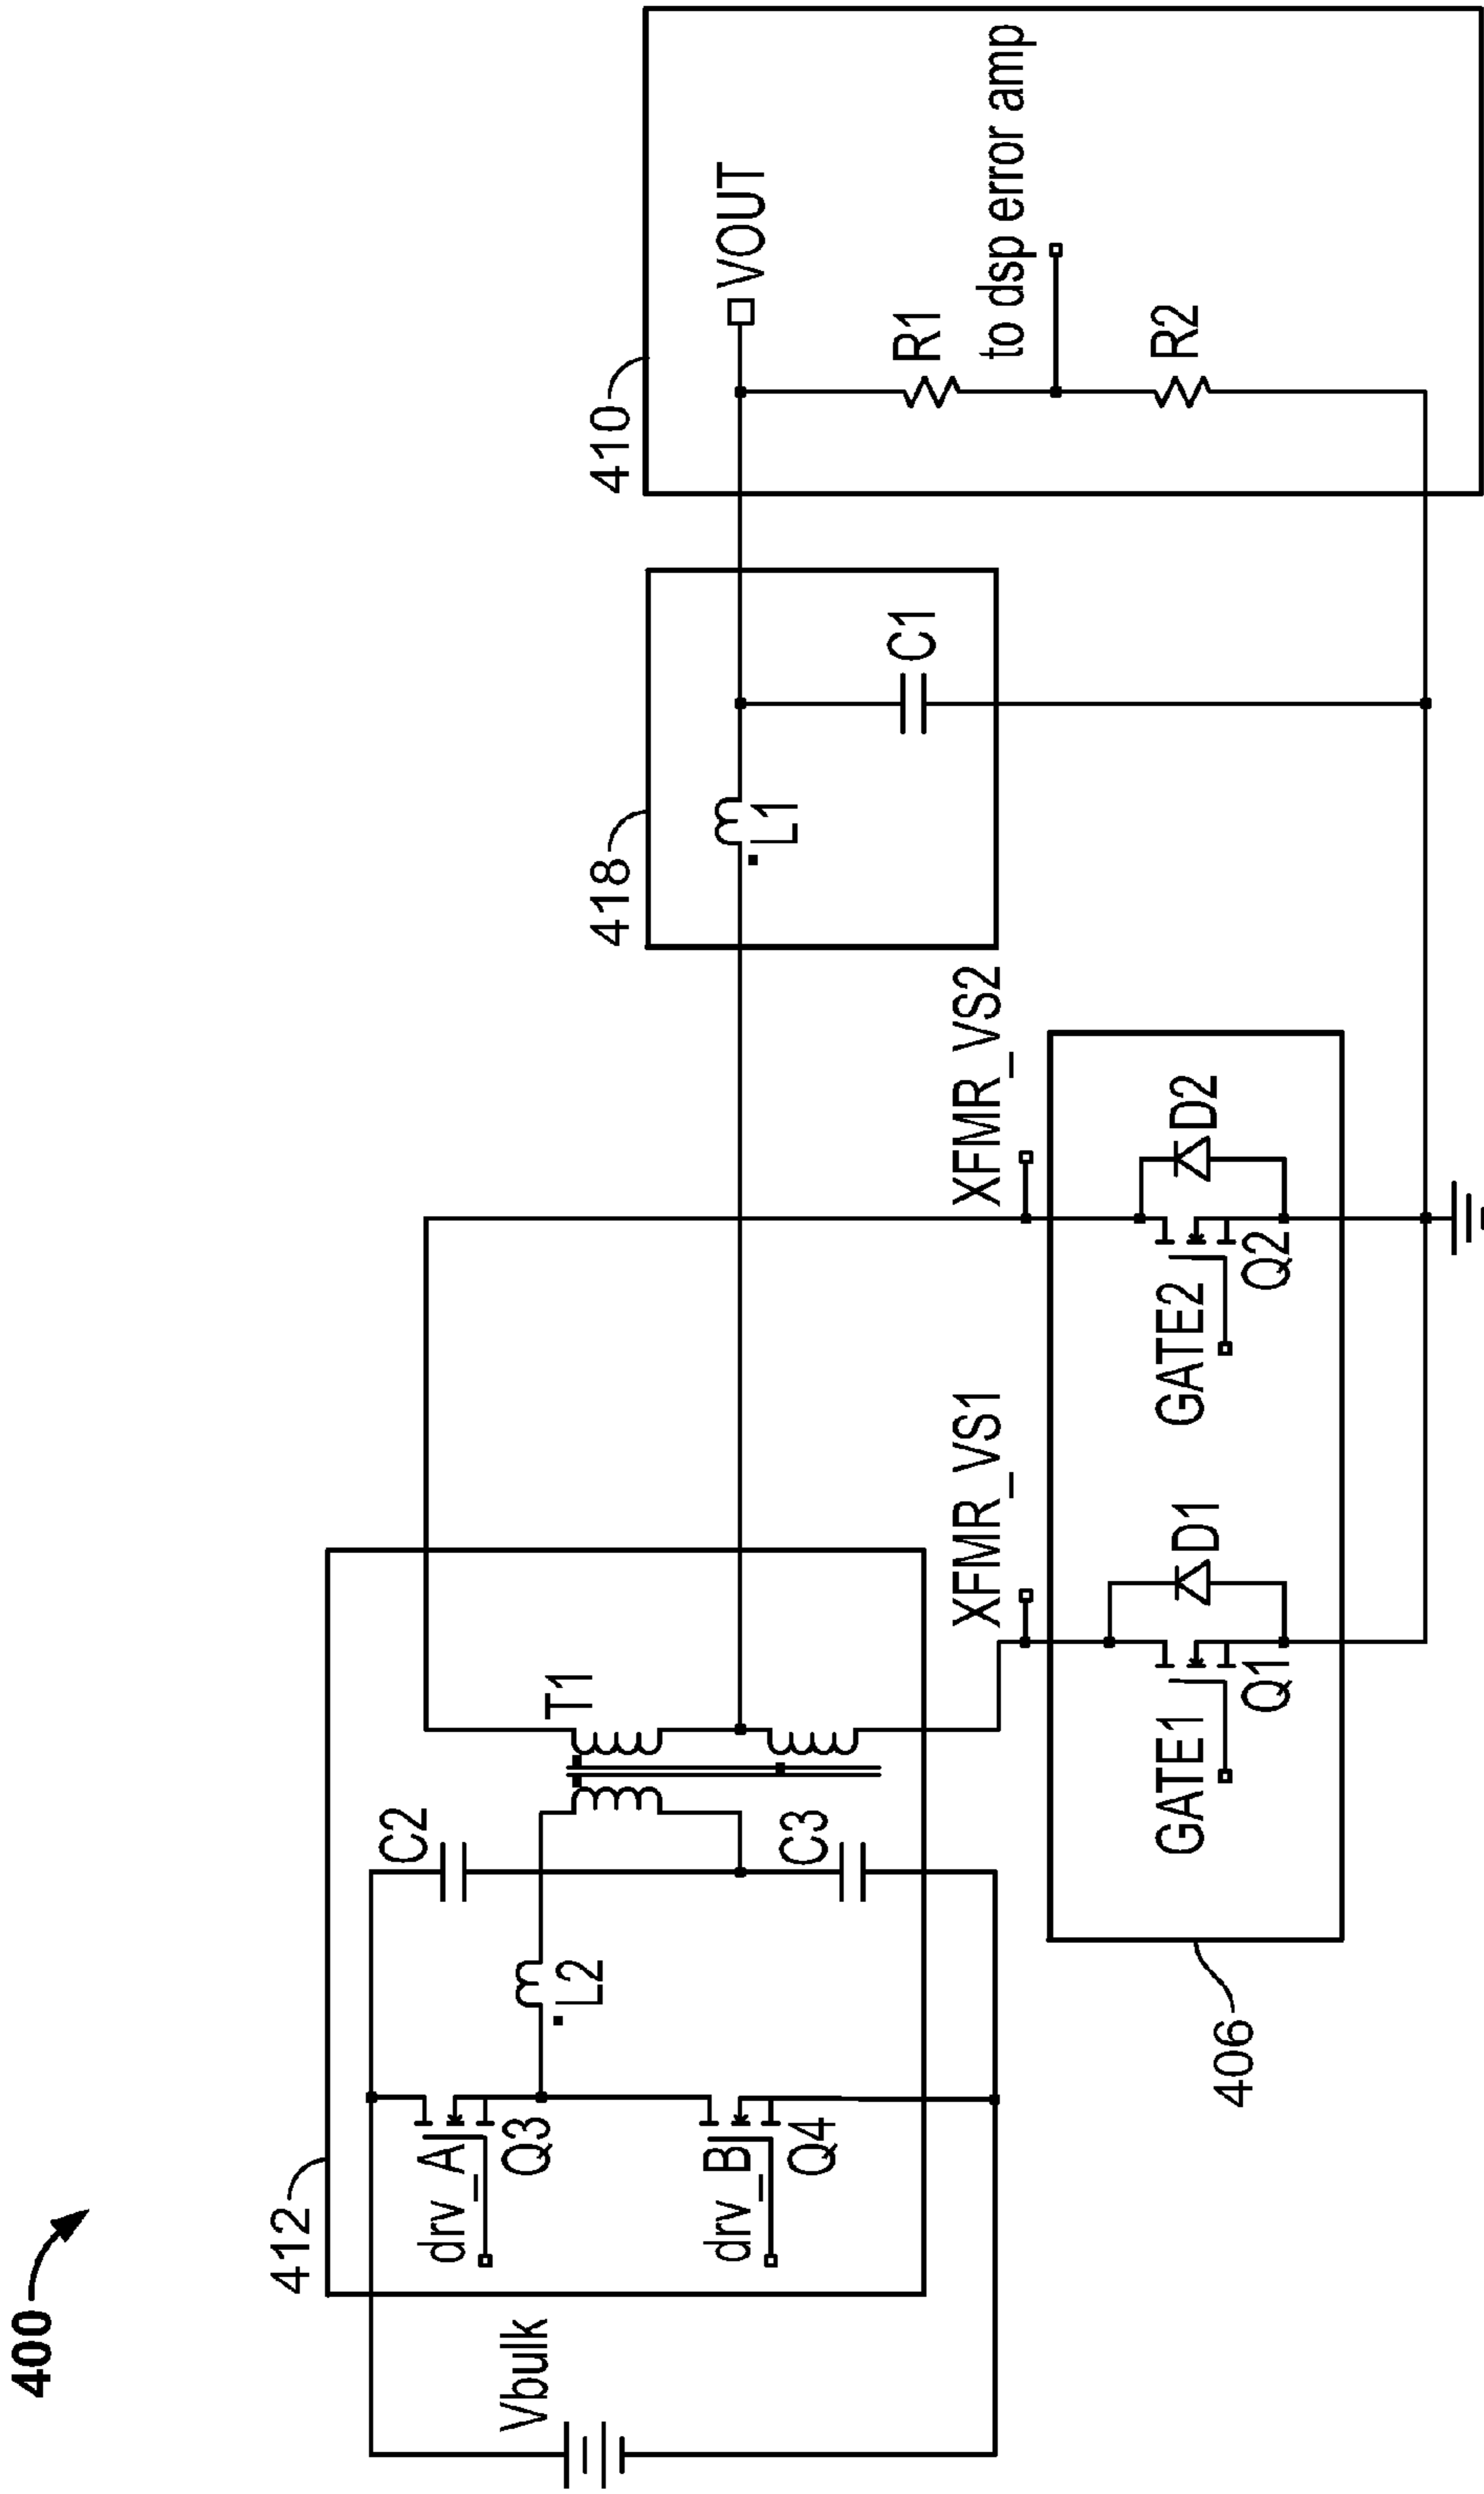 400
412
418
410
Vbulk
drv_A
Q3
drv_B
Q4
L2
C2
C3
T1
L1
C1
VOUT
R1
to dsp error amp
R2
XFMR_VS1
XFMR_VS2
GATE1
Q1
D1
GATE2
Q2
D2
406